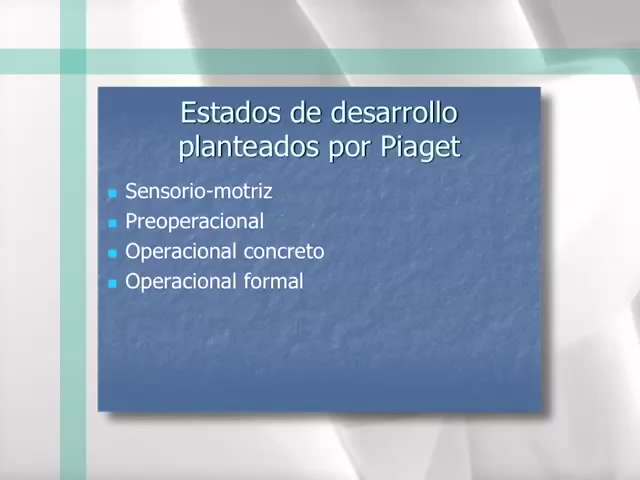 Estados de desarrollo
planteados por Piaget
Sensorio-motriz
Preoperacional
Operacional concreto
Operacional formal